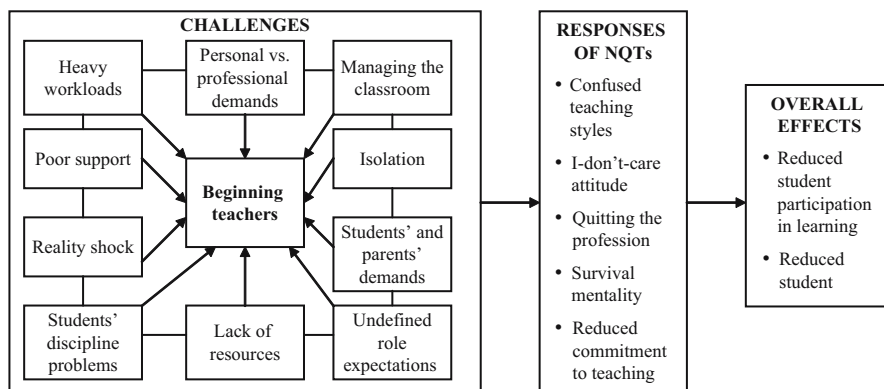 CHALLENGES
Heavy
workloads
Personal vs.
professional
demands
Managing the
classroom
Poor support
Beginning
teachers
Isolation
Reality shock
Students' and
parents'
demands
Students'
discipline
problems
Lack of
resources
Undefined
role
expectations
RESPONSES
OF NQTs
• Confused
teaching
styles
• I-don't-care
attitude
• Quitting the
profession
• Survival
mentality
• Reduced
commitment
to teaching
OVERALL
EFFECTS
• Reduced
student
participation
in learning
• Reduced
student